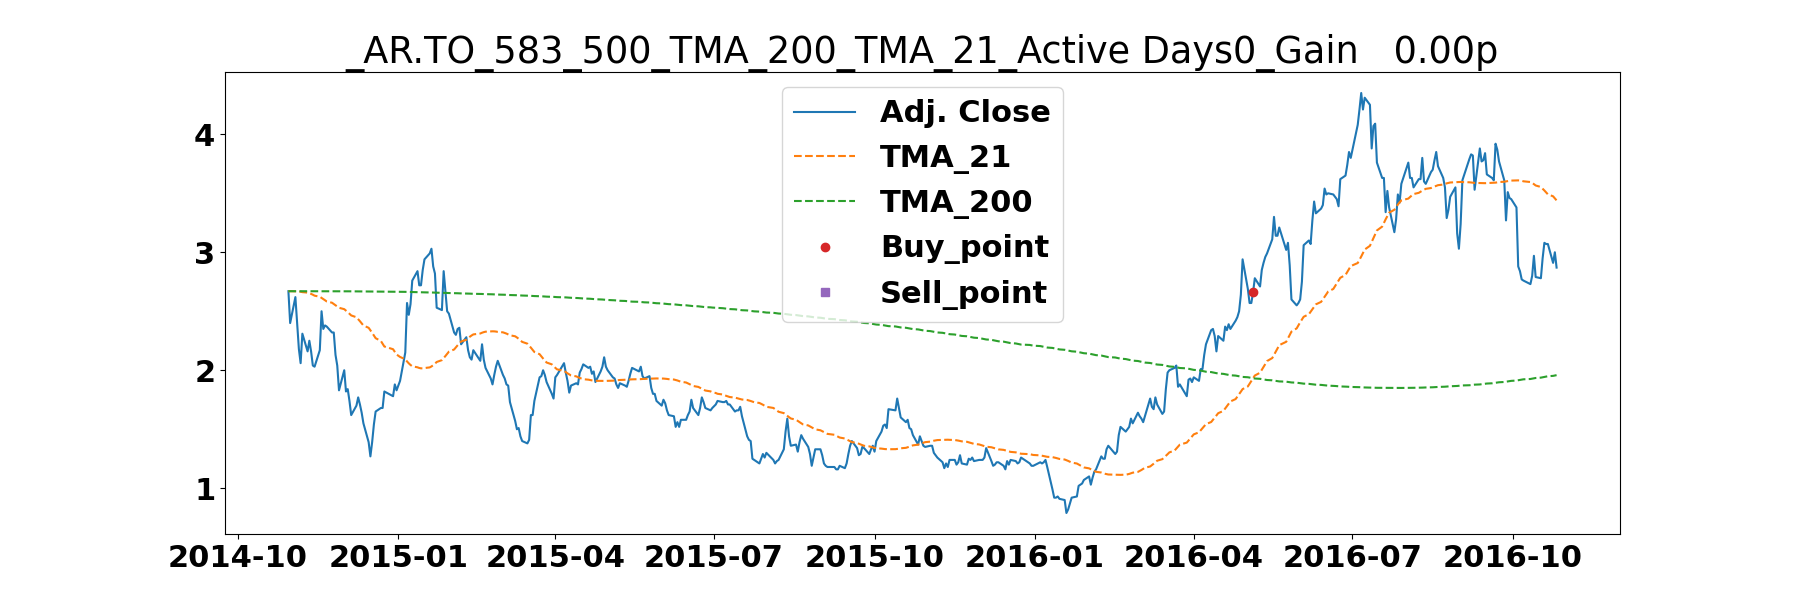 _AR.TO_583_500_TMA_200_TMA_21_Active Days0_Gain   0.00p
Adj. Close
TMA_21
TMA_200
Buy_point
Sell_point
4
3
2
1
2014-10 2015-01 2015-04 2015-07 2015-10 2016-01 2016-04 2016-07 2016-10